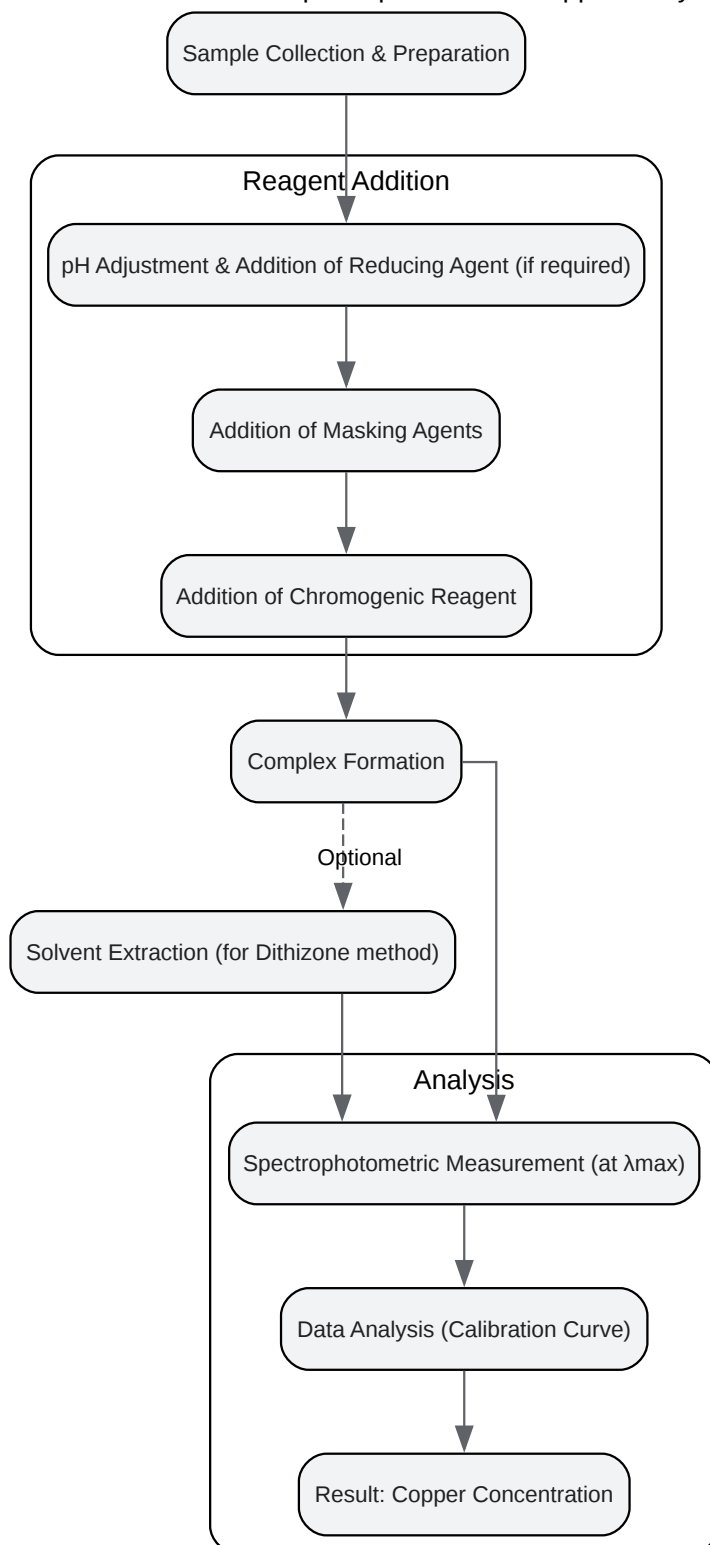 Sample Collection & Preparation
Reagent Addition
pH Adjustment & Addition of Reducing Agent (if required)
Addition of Masking Agents
Addition of Chromogenic Reagent
Complex Formation
Optional
Solvent Extraction (for Dithizone method)
Analysis
Spectrophotometric Measurement (at λmax)
Data Analysis (Calibration Curve)
Result: Copper Concentration